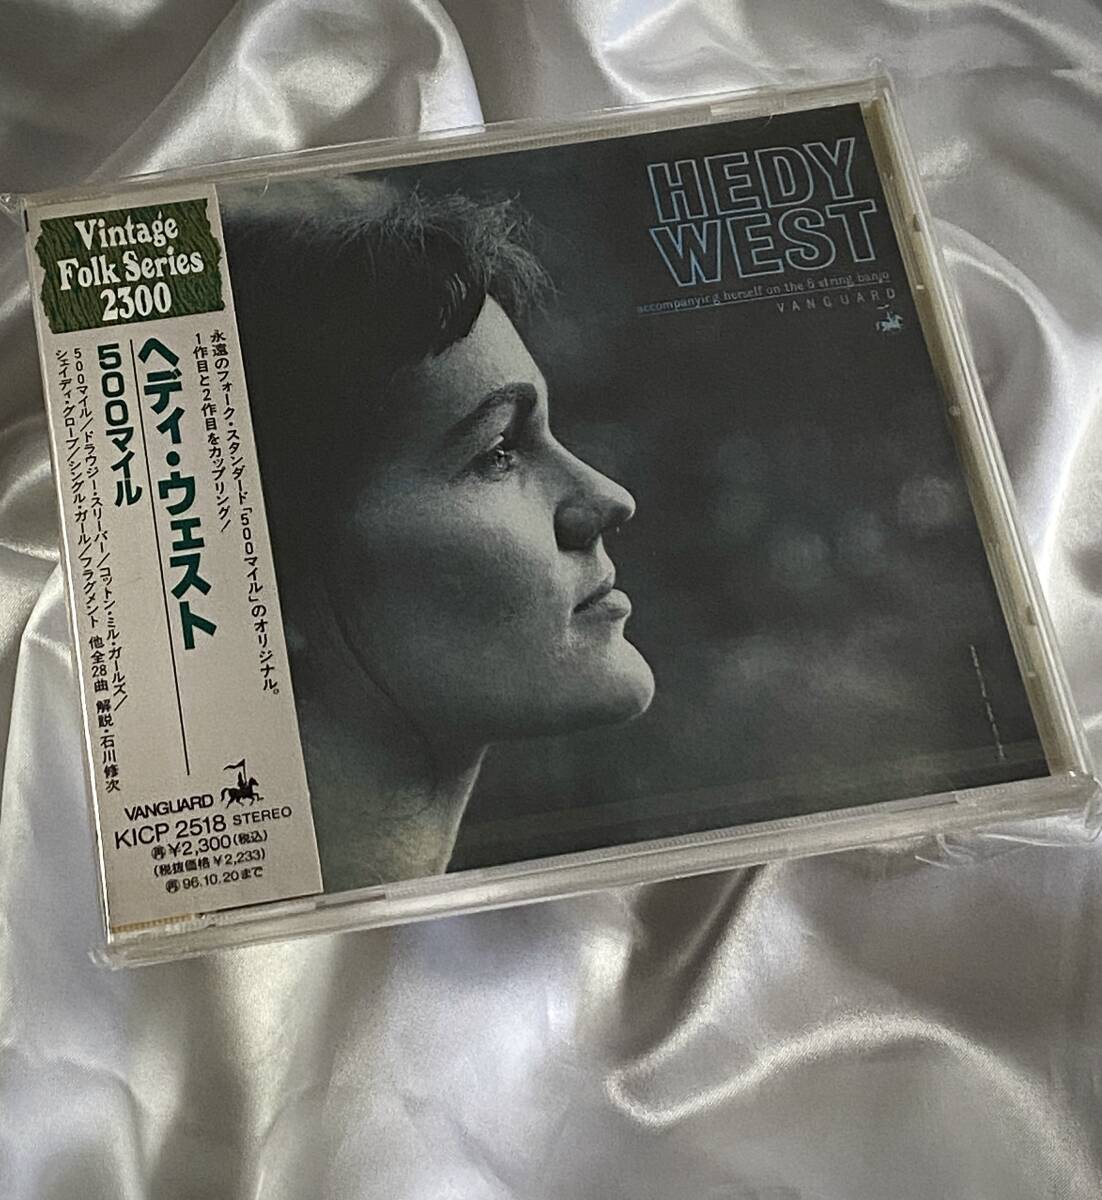 Vintage
Folk Series
2300
永遠のフォーク・スタンダード「500マイル」のオリジナル。
1作目と2作目をカップリング!
ヘディ・ウェスト
500マイル
500マイル/ドラウジー・スリーパー/コットン・ミル・ガールズ/
シェイディ・グローブ/シングル・ガール/フラグメント 他全28曲 解説・石川修次
VANGUARD
KICP 2518 STEREO
㊢¥2,300(税込)
(税抜価格¥2,233)
㊢96.10.20まで
HEDY
WEST
accompanying herself on the 5 string banjo
VANGUARD